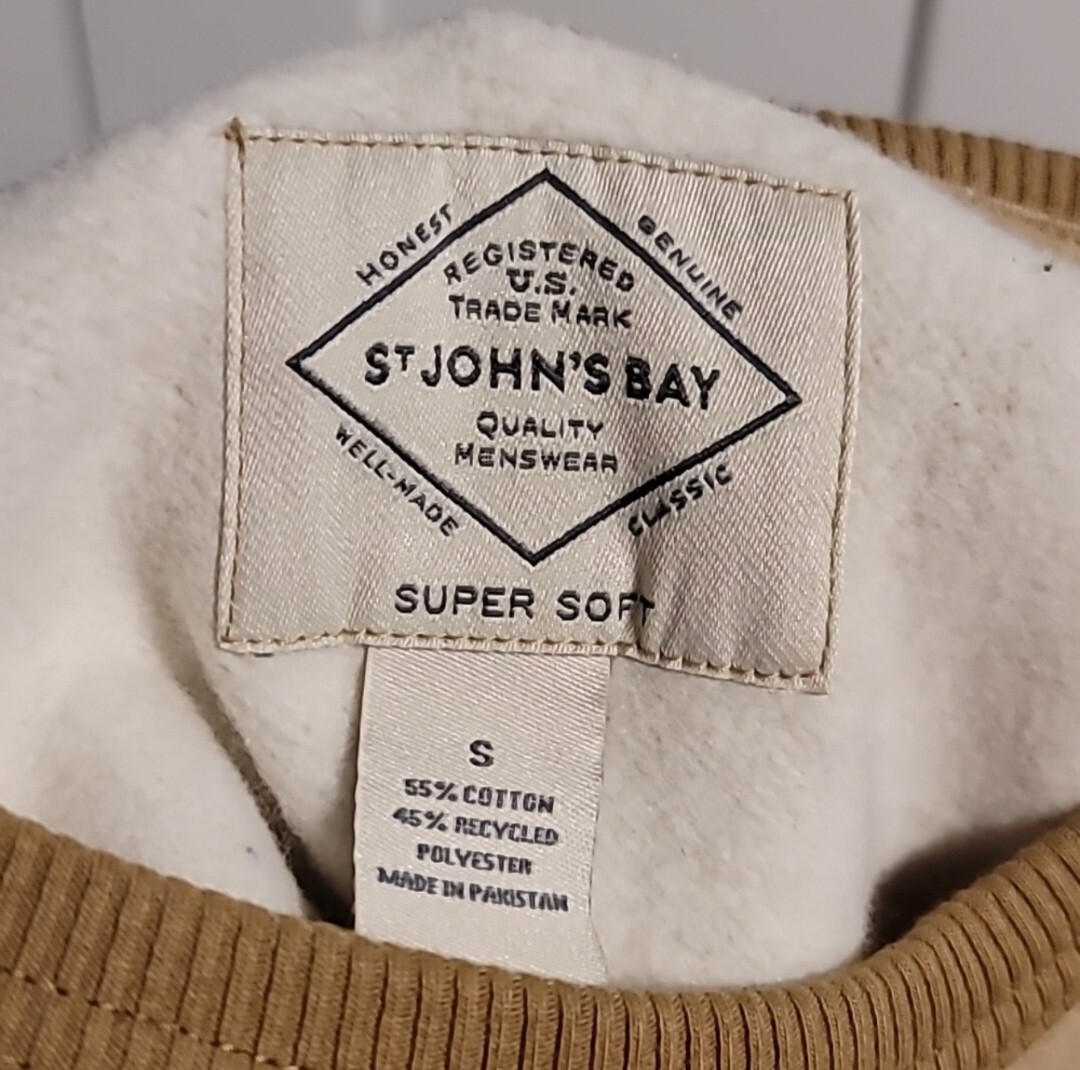 HONEST
GENUINE
REGISTERED
U.S.
TRADE MARK
ST JOHN'S BAY
QUALITY
MENSWEAR
WELL-MADE
CLASSIC
SUPER SOFT
S
55% COTTON
45% RECYCLED
POLYESTER
MADE IN PAKISTAN